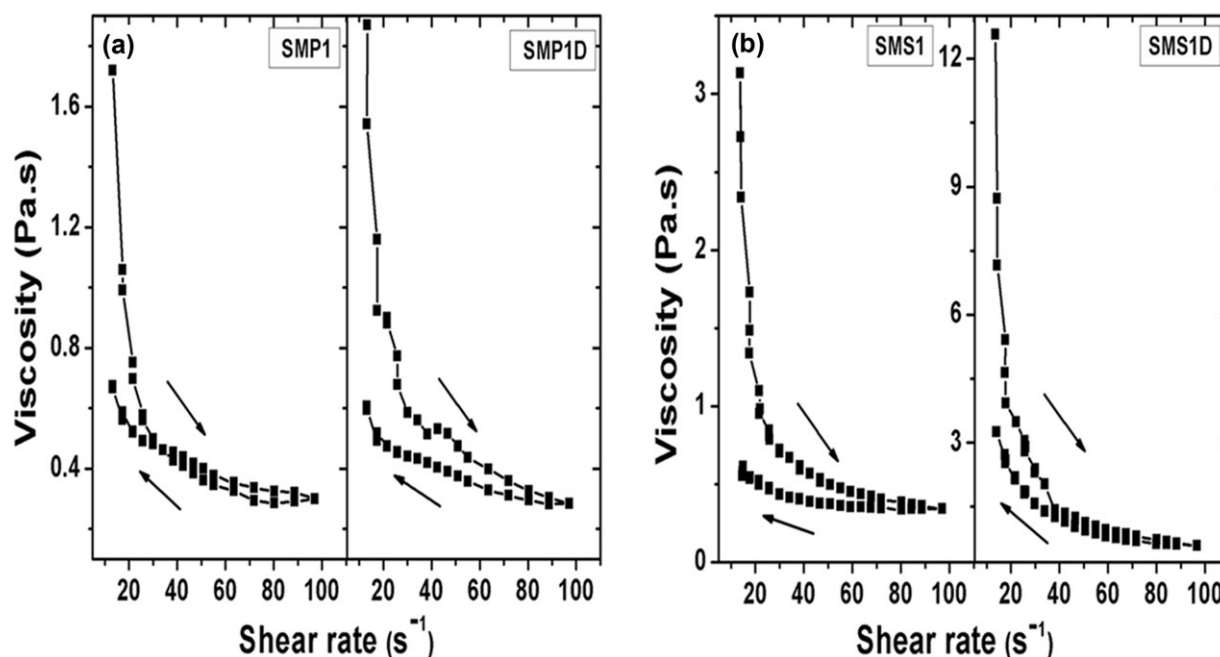 (a)
SMP1
SMP1D
1.6
1.2
0.8
0.4
Viscosity (Pa.s)
20 40 60 80 100
20 40 60 80 100
Shear rate (s⁻¹)
(b)
SMS1
SMS1D
3
2
1
0
Viscosity (Pa.s)
12
9
6
3
20 40 60 80 100
20 40 60 80 100
Shear rate (s⁻¹)